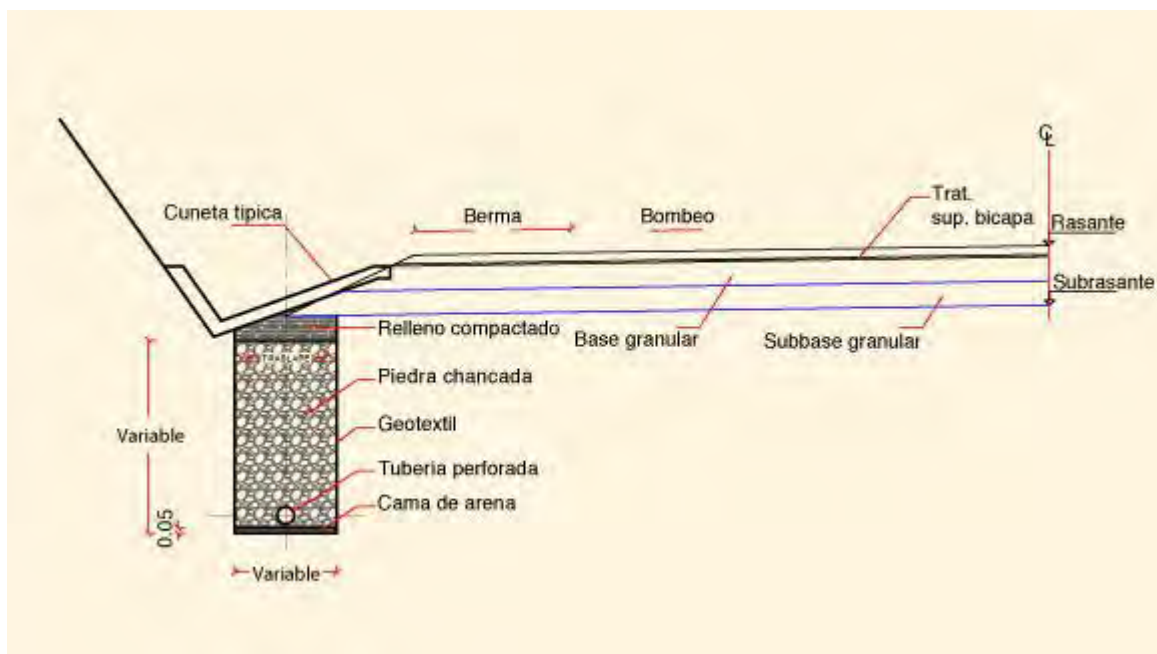 ℄
Trat.
sup. bicapa
Cuneta tipica
Berma
Bombeo
Rasante
Subrasante
Relleno compactado
Base granular
Subbase granular
TRASLAPE
Piedra chancada
Geotextil
Variable
Tuberia perforada
Cama de arena
0.05
Variable